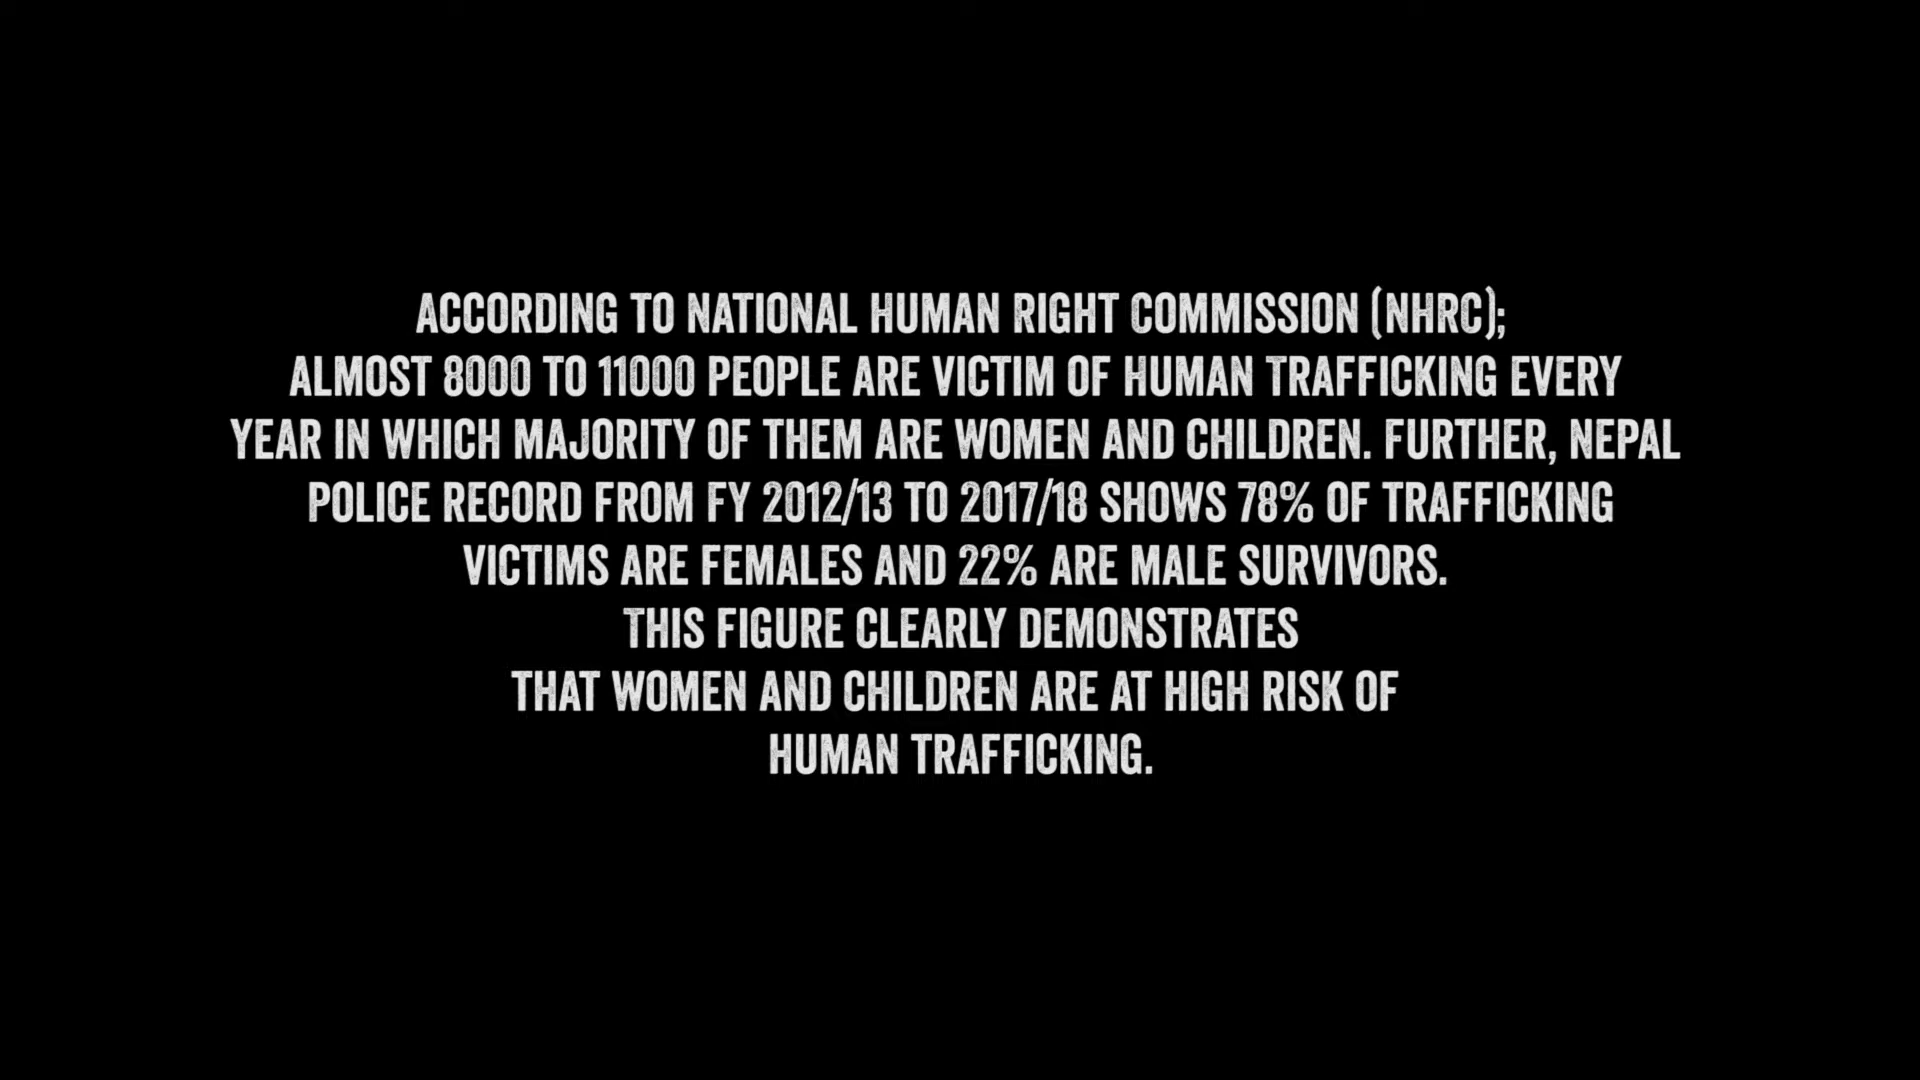 ACCORDING TO NATIONAL HUMAN RIGHT COMMISSION (NHRC);
ALMOST 8000 TO 11000 PEOPLE ARE VICTIM OF HUMAN TRAFFICKING EVERY
YEAR IN WHICH MAJORITY OF THEM ARE WOMEN AND CHILDREN. FURTHER, NEPAL
POLICE RECORD FROM FY 2012/13 TO 2017/18 SHOWS 78% OF TRAFFICKING
VICTIMS ARE FEMALES AND 22% ARE MALE SURVIVORS.
THIS FIGURE CLEARLY DEMONSTRATES
THAT WOMEN AND CHILDREN ARE AT HIGH RISK OF
HUMAN TRAFFICKING.